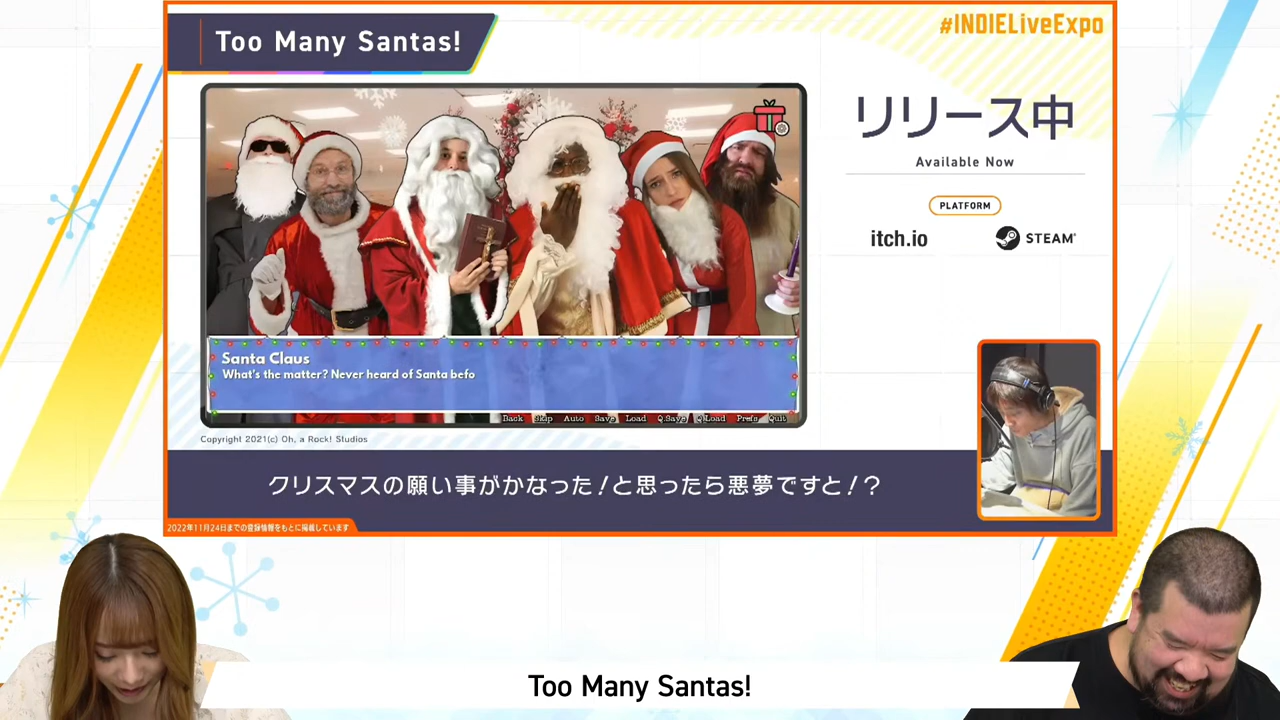 Too Many Santas!
#INDIELiveExpo
リリース中
Available Now
PLATFORM
itch.io
STEAM
Santa Claus
What's the matter? Never heard of Santa befo
Back Skip Auto Save Load Q.Save Q.Load Prefs Quit
Copyright 2021(c) Oh, a Rock! Studios
クリスマスの願い事がかなった！と思ったら悪夢ですと！？
2022年11月24日までの登録情報をもとに掲載しています
Too Many Santas!